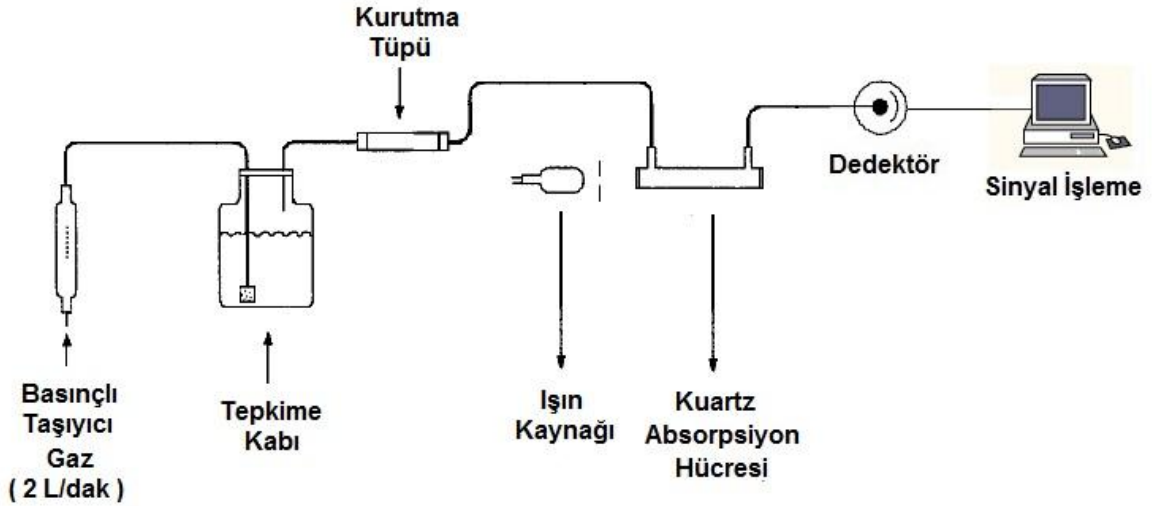 Kurutma
Tüpü
Dedektör
Sinyal İşleme
Basınçlı
Taşıyıcı
Gaz
( 2 L/dak )
Tepkime
Kabı
Işın
Kaynağı
Kuartz
Absorpsiyon
Hücresi